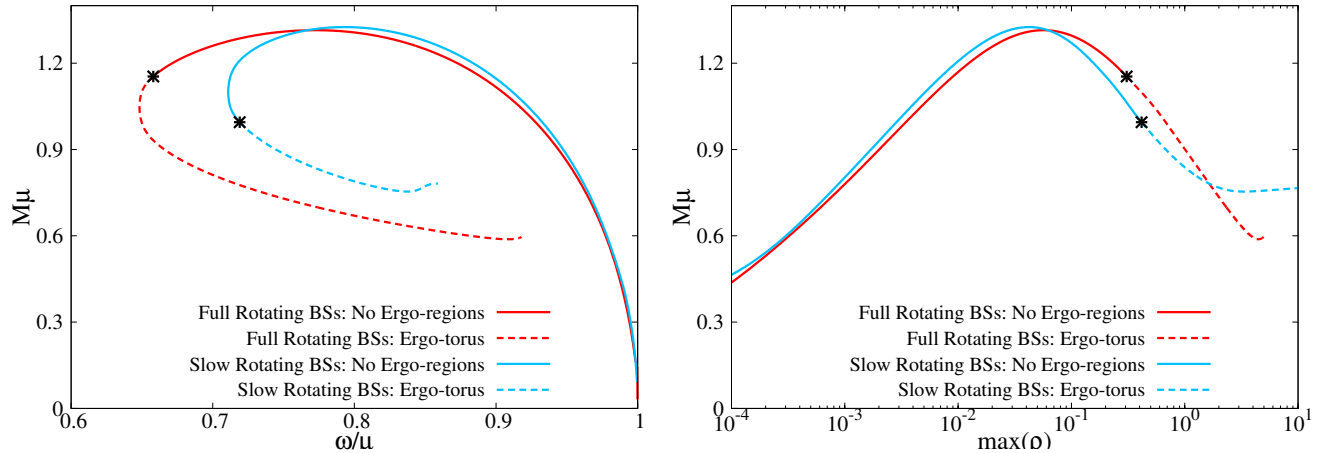 Mμ
1.2
0.9
0.6
0.3
0
Full Rotating BSs: No Ergo-regions
Full Rotating BSs: Ergo-torus
Slow Rotating BSs: No Ergo-regions
Slow Rotating BSs: Ergo-torus
0.6 0.7 0.8 0.9 1
ω/μ
Mμ
1.2
0.9
0.6
0.3
0
Full Rotating BSs: No Ergo-regions
Full Rotating BSs: Ergo-torus
Slow Rotating BSs: No Ergo-regions
Slow Rotating BSs: Ergo-torus
10⁻⁴ 10⁻³ 10⁻² 10⁻¹ 10⁰ 10¹
max(ρ)